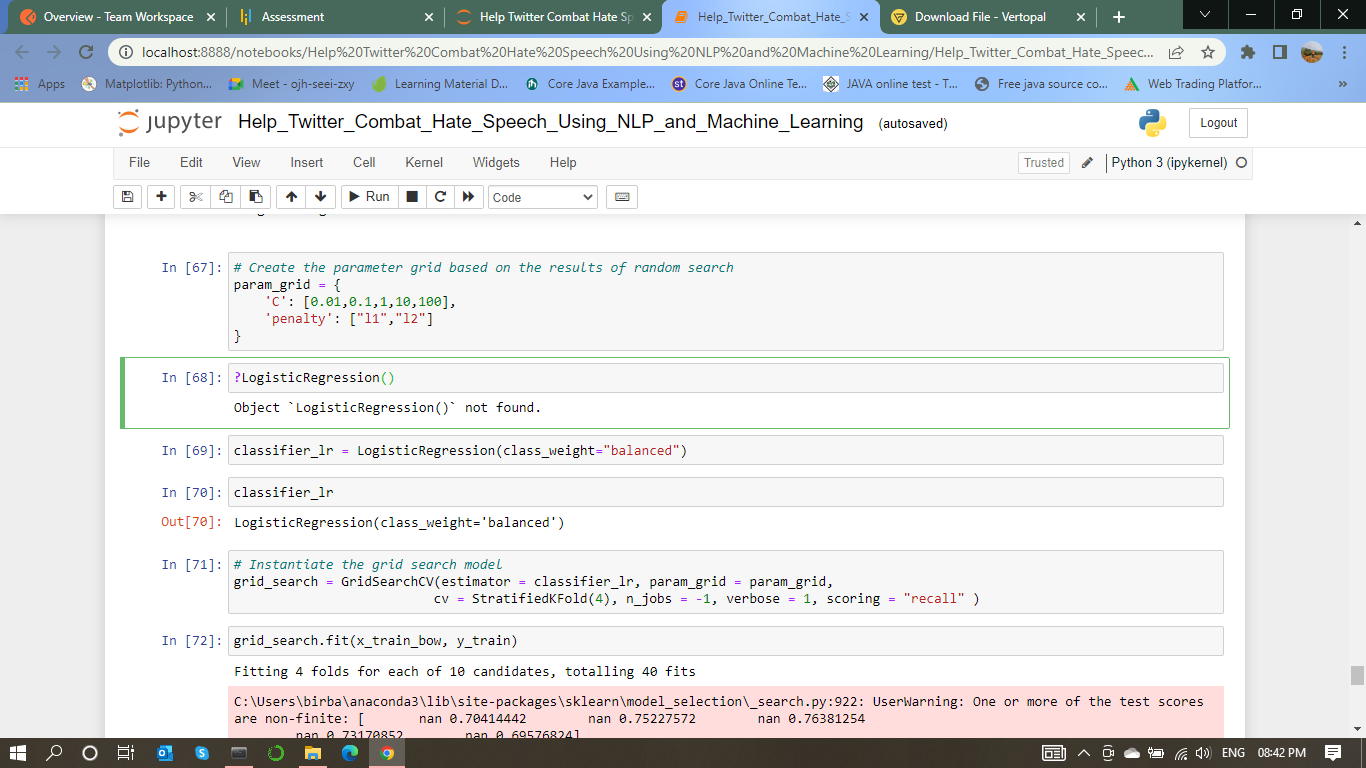 Overview - Team Workspace
Assessment
Help Twitter Combat Hate Sp
Help_Twitter_Combat_Hate_S
Download File - Vertopal
localhost:8888/notebooks/Help%20Twitter%20Combat%20Hate%20Speech%20Using%20NLP%20and%20Machine%20Learning/Help_Twitter_Combat_Hate_Speec...
Apps
Matplotlib: Python...
Meet - ojh-seei-zxy
Learning Material D...
Core Java Example...
Core Java Online Te...
JAVA online test - T...
Free java source co...
Web Trading Platfor...
»
jupyter Help_Twitter_Combat_Hate_Speech_Using_NLP_and_Machine_Learning (autosaved)
Logout
File Edit View Insert Cell Kernel Widgets Help
Trusted
Python 3 (ipykernel)
Run
Code
In [67]: # Create the parameter grid based on the results of random search
param_grid = {
'C': [0.01,0.1,1,10,100],
'penalty': ["l1","l2"]
}
In [68]: ?LogisticRegression()
Object `LogisticRegression()` not found.
In [69]: classifier_lr = LogisticRegression(class_weight="balanced")
In [70]: classifier_lr
Out[70]: LogisticRegression(class_weight='balanced')
In [71]: # Instantiate the grid search model
grid_search = GridSearchCV(estimator = classifier_lr, param_grid = param_grid,
cv = StratifiedKFold(4), n_jobs = -1, verbose = 1, scoring = "recall" )
In [72]: grid_search.fit(x_train_bow, y_train)
Fitting 4 folds for each of 10 candidates, totalling 40 fits
C:\Users\birba\anaconda3\lib\site-packages\sklearn\model_selection\_search.py:922: UserWarning: One or more of the test scores
are non-finite: [ nan 0.70414442 nan 0.75227572 nan 0.76381254
nan 0.73170852 nan 0.69576824]
ENG 08:42 PM